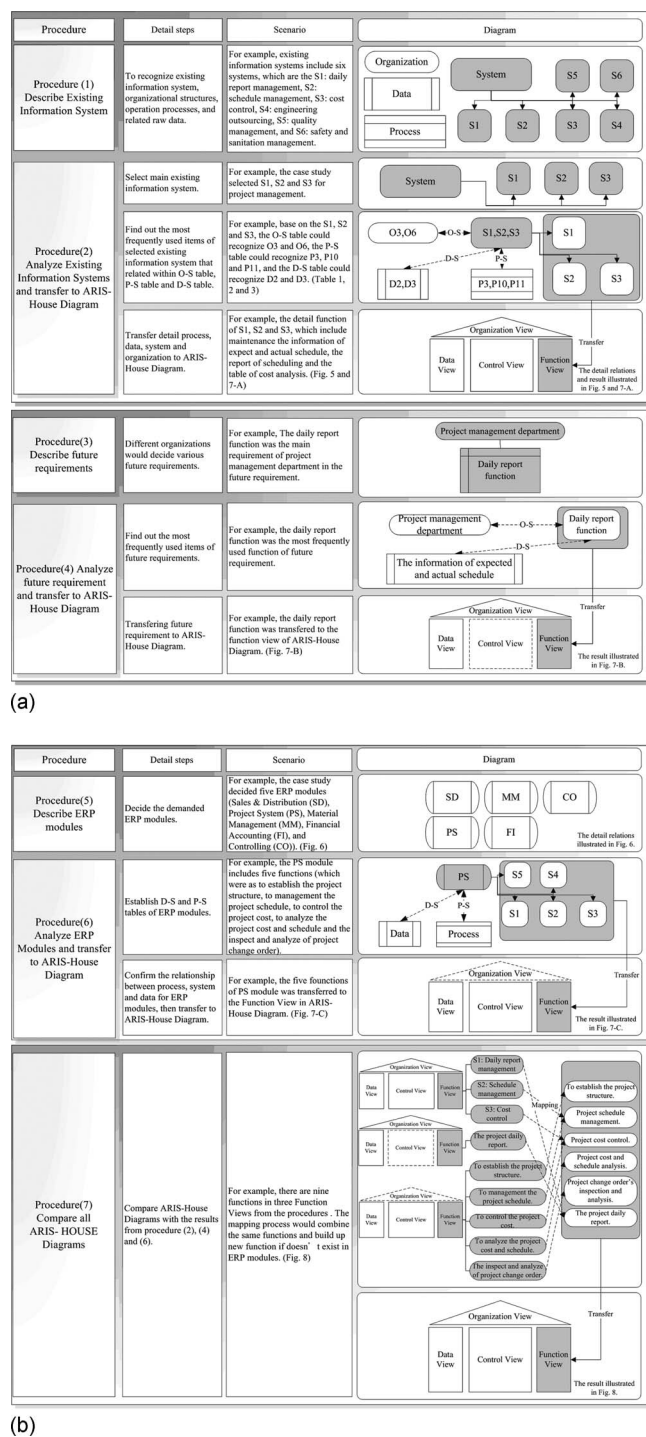 Procedure
Detail steps
Scenario
Diagram
Procedure (1)
Describe Existing
Information System
To recognize existing
information system,
organizational structures,
operation processes, and
related raw data.
For example, existing
information systems include six
systems, which are the S1: daily
report management, S2:
schedule management, S3: cost
control, S4: engineering
outsourcing, S5: quality
management, and S6: safety and
sanitation management.
Organization
Data
Process
System
S5
S6
S1
S2
S3
S4
Procedure(2)
Analyze Existing
Information Systems
and transfer to ARIS-
House Diagram
Select main existing
information system.
For example, the case study
selected S1, S2 and S3 for
project management.
System
S1
S2
S3
Find out the most
frequently used items of
selected existing
information system that
related within O-S table,
P-S table and D-S table.
For example, base on the S1, S2
and S3, the O-S table could
recognize O3 and O6, the P-S
table could recognize P3, P10
and P11, and the D-S table could
recognize D2 and D3. (Table 1,
2 and 3)
O3,O6
O-S
S1,S2,S3
S1
D-S
P-S
D2,D3
P3,P10,P11
S2
S3
Transfer detail process,
data, system and
organization to ARIS-
House Diagram.
For example, the detail function
of S1, S2 and S3, which include
maintenance the information of
expect and actual schedule, the
report of scheduling and the
table of cost analysis. (Fig. 5 and
7-A)
Organization View
Data
View
Control View
Function
View
Transfer
The detail relations
and result illustrated
in Fig. 5 and 7-A.
Procedure(3)
Describe future
requirements
Different organizations
would decide various
future requirements.
For example, The daily report
function was the main
requirement of project
management department in the
future requirement.
Project management department
Daily report
function
Procedure(4) Analyze
future requirement
and transfer to ARIS-
House Diagram
Find out the most
frequently used items of
future requirements.
For example, the daily report
function was the most frequently
used function of future
requirement.
Project management
department
O-S
Daily report
function
D-S
The information of expected
and actual schedule
Transfering future
requirement to ARIS-
House Diagram.
For example, the daily report
function was transfered to the
function view of ARIS-House
Diagram. (Fig. 7-B)
Organization View
Data
View
Control View
Function
View
Transfer
The result illustrated
in Fig. 7-B.
(a)
Procedure
Detail steps
Scenario
Diagram
Procedure(5)
Describe ERP
modules
Decide the demanded
ERP modules.
For example, the case study
decided five ERP modules
(Sales & Distribution (SD),
Project System (PS), Material
Management (MM), Financial
Accounting (FI), and
Controlling (CO)). (Fig. 6)
SD
MM
CO
PS
FI
The detail relations
illustrated in Fig. 6.
Procedure(6)
Analyze ERP
Modules and transfer
to ARIS-House
Diagram
Establish D-S and P-S
tables of ERP modules.
For example, the PS module
includes five functions (which
were as to establish the project
structure, to management the
project schedule, to control the
project cost, to analyze the
project cost and schedule and the
inspect and analyze of project
change order).
PS
S5
S4
D-S
P-S
S1
S2
S3
Data
Process
Confirm the relationship
between process, system
and data for ERP
modules, then transfer to
ARIS-House Diagram.
For example, the five founctions
of PS module was transferred to
the Function View in ARIS-
House Diagram. (Fig. 7-C)
Organization View
Data
View
Control View
Function
View
Transfer
The result illustrated
in Fig. 7-C.
Procedure(7)
Compare all
ARIS- HOUSE
Diagrams
Compare ARIS-House
Diagrams with the results
from procedure (2), (4)
and (6).
For example, there are nine
functions in three Function
Views from the procedures . The
mapping process would combine
the same functions and build up
new function if doesn' t exist in
ERP modules. (Fig. 8)
Organization View
Data
View
Control View
Function
View
S1: Daily report
management
S2: Schedule
management
S3: Cost
control
Organization View
Data
View
Control View
Function
View
The project daily
report.
Organization View
Data
View
Control View
Function
View
To establish the project
structure.
To management the
project schedule.
To control the project
cost.
To analyze the project
cost and schedule.
The inspect and analyze
of project change order.
Mapping
To establish the project
structure.
Project schedule
management.
Project cost control.
Project cost and
schedule analysis.
Project change order's
inspection and
analysis.
The project daily
report.
Organization View
Data
View
Control View
Function
View
Transfer
The result illustrated
in Fig. 8.
(b)